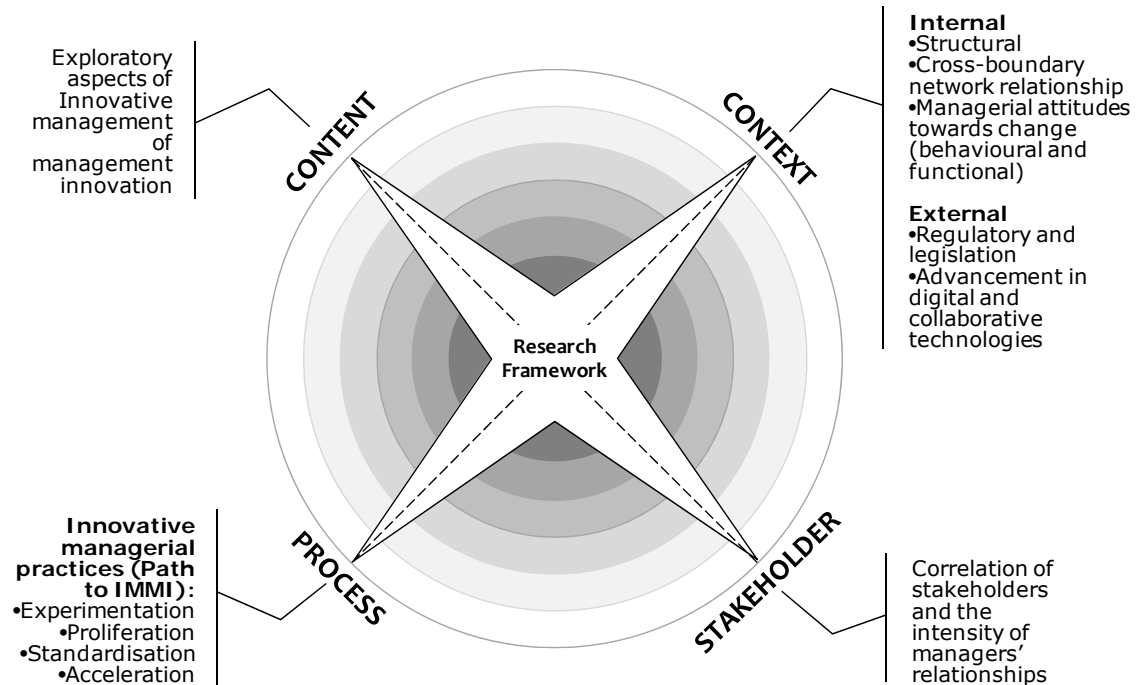 Exploratory
aspects of
Innovative
management
of
management
innovation
CONTENT
CONTEXT
Internal
•Structural
•Cross-boundary
network relationship
•Managerial attitudes
towards change
(behavioural and
functional)
External
•Regulatory and
legislation
•Advancement in
digital and
collaborative
technologies
Research
Framework
PROCESS
Innovative
managerial
practices (Path
to IMMI):
•Experimentation
•Proliferation
•Standardisation
•Acceleration
STAKEHOLDER
Correlation of
stakeholders
and the
intensity of
managers’
relationships